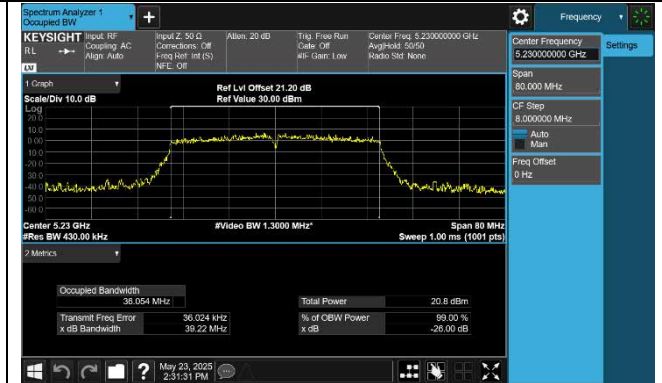 Spectrum Analyzer 1
Occupied BW
KEYSIGHT
RL
LXI
Input: RF
Coupling: AC
Align: Auto
Input Z: 50 Ω
Corrections: Off
Freq Ref: Int (S)
NFE: Off
Atten: 20 dB
Trig: Free Run
Gate: Off
#IF Gain: Low
Center Freq: 5.230000000 GHz
Avg|Hold: 50/50
Radio Std: None
1 Graph
Scale/Div 10.0 dB
Ref Lvl Offset 21.20 dB
Ref Value 30.00 dBm
Log
20.0
10.0
0.00
-10.0
-20.0
-30.0
-40.0
-50.0
-60.0
Center 5.23 GHz
#Video BW 1.3000 MHz*
Span 80 MHz
#Res BW 430.00 kHz
Sweep 1.00 ms (1001 pts)
2 Metrics
Occupied Bandwidth
36.054 MHz
Total Power 20.8 dBm
Transmit Freq Error 36.024 kHz
% of OBW Power 99.00 %
x dB Bandwidth 39.22 MHz
x dB -26.00 dB
May 23, 2025
2:31:31 PM
Frequency
Settings
Center Frequency
5.230000000 GHz
Span
80.000 MHz
CF Step
8.000000 MHz
Auto
Man
Freq Offset
0 Hz